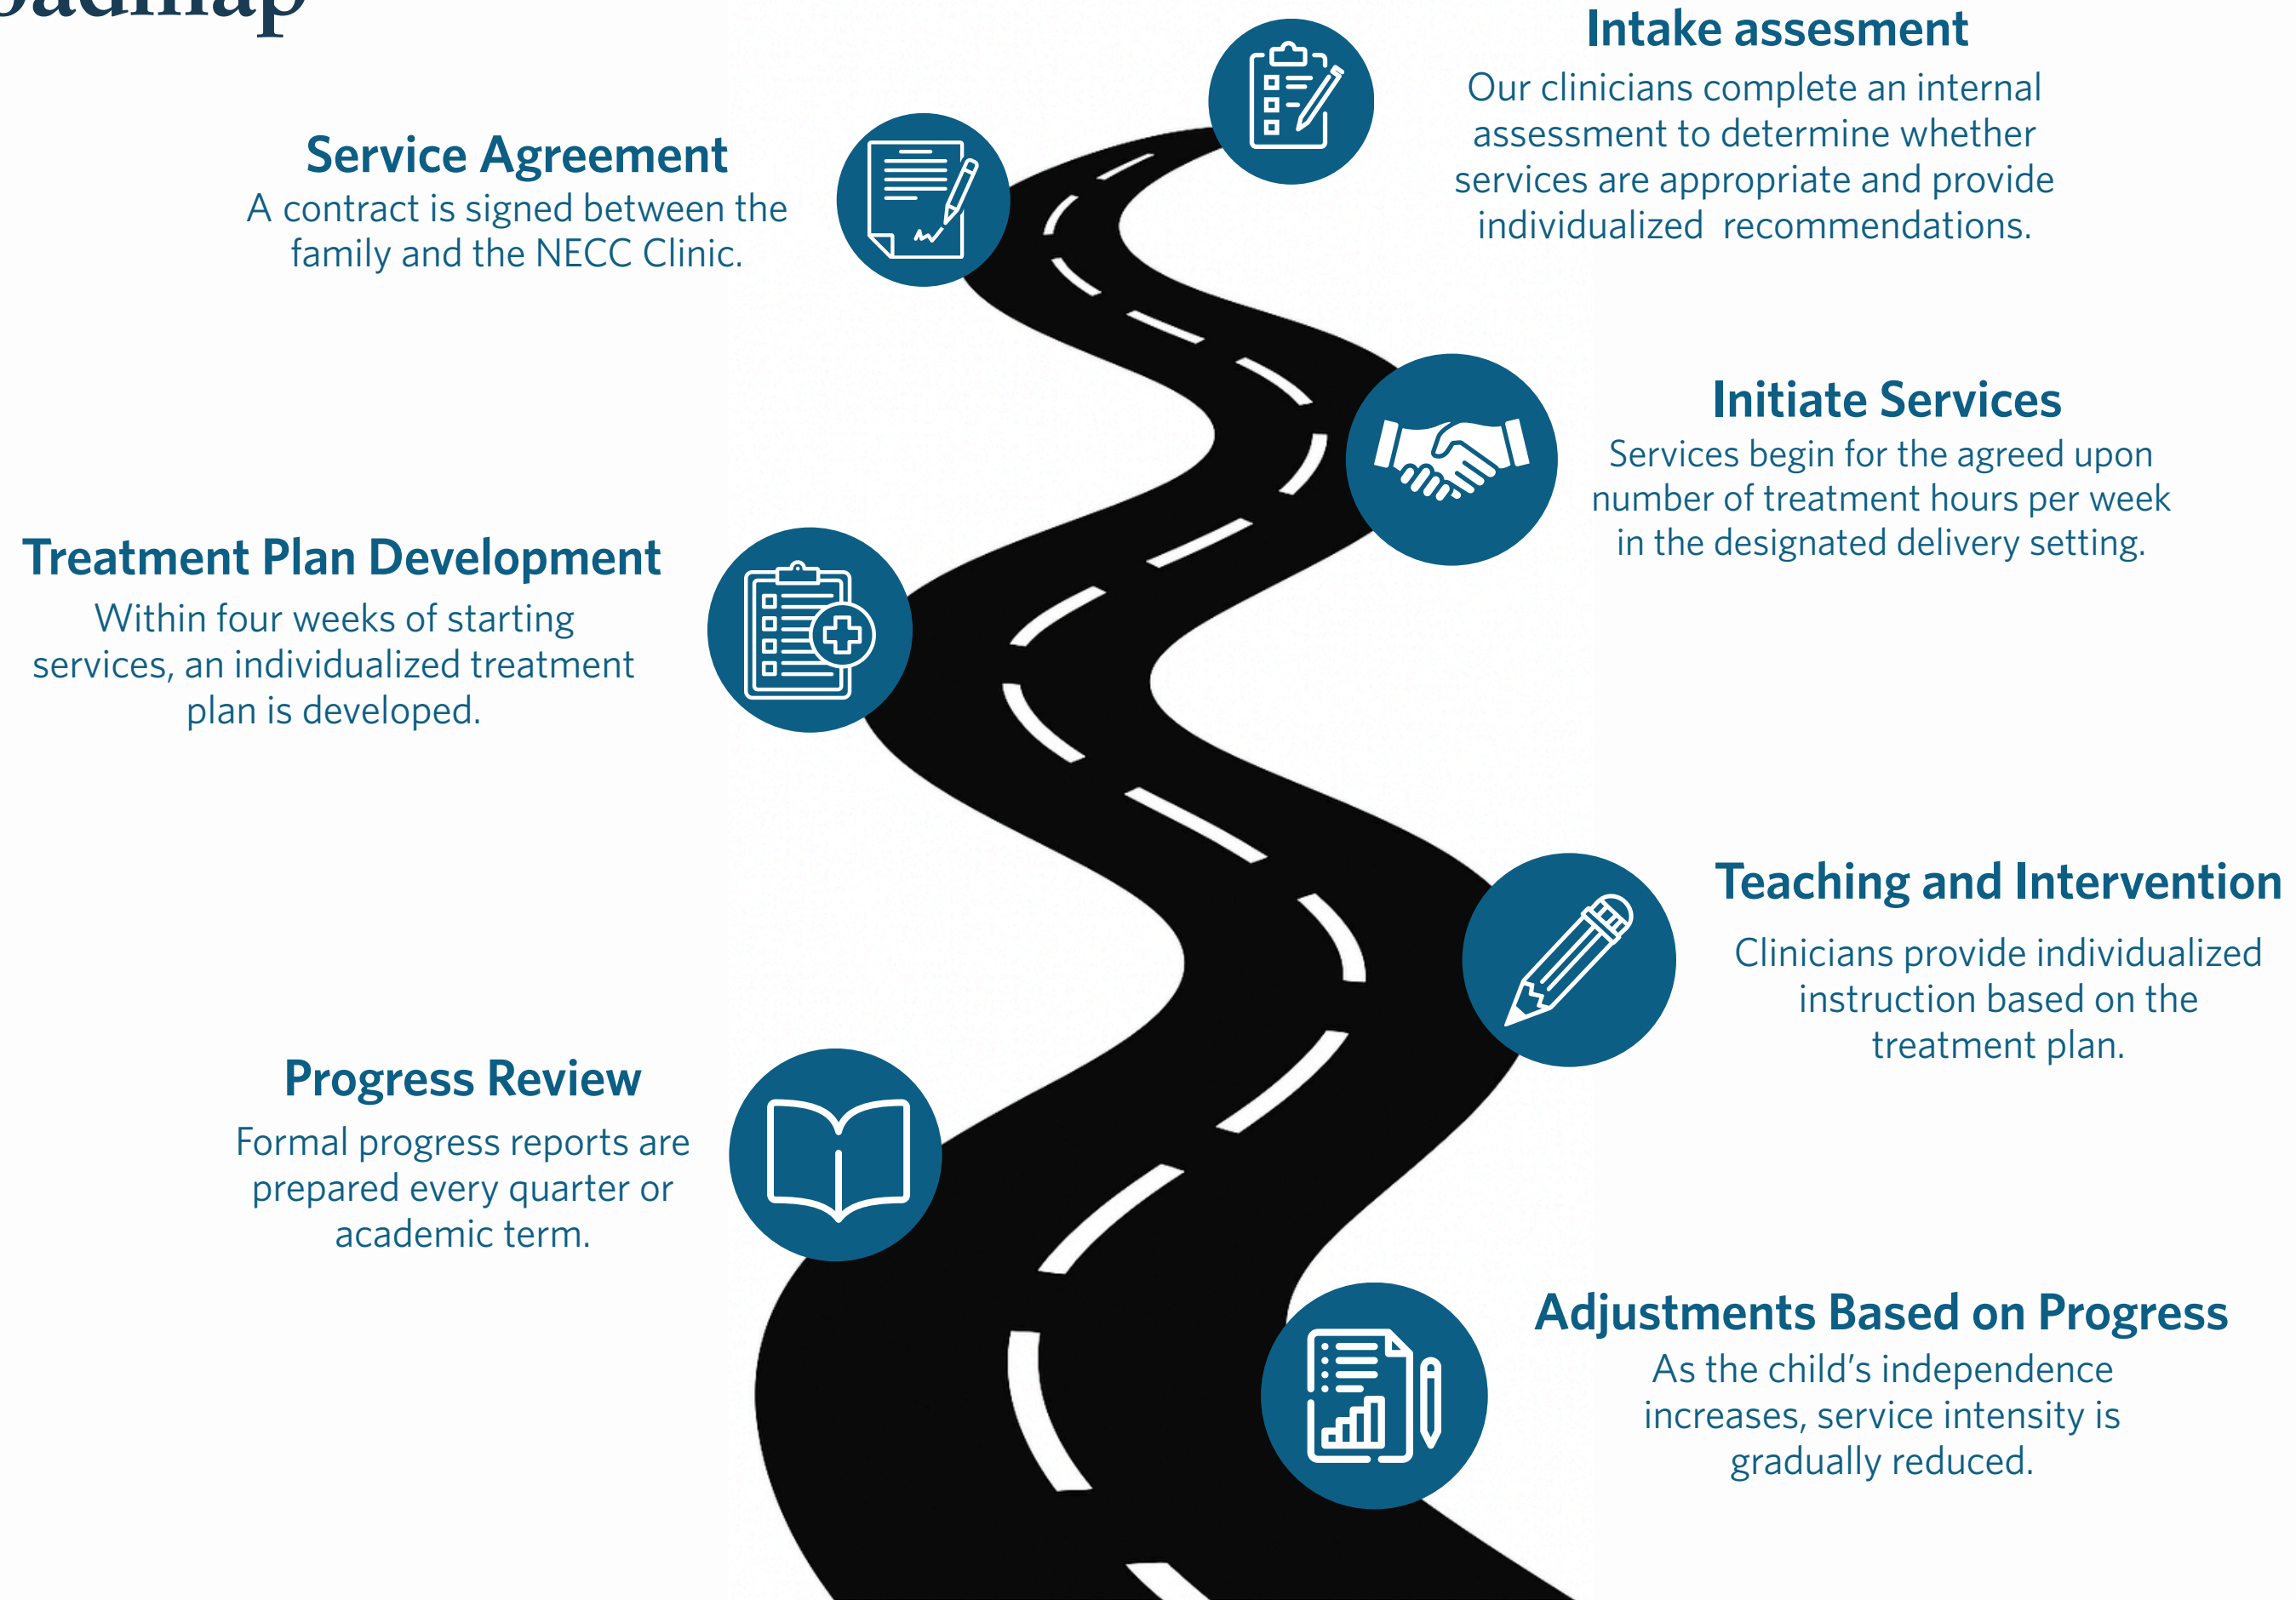 Intake assesment
Our clinicians complete an internal
assessment to determine whether
services are appropriate and provide
individualized recommendations.
Service Agreement
A contract is signed between the
family and the NECC Clinic.
Initiate Services
Services begin for the agreed upon
number of treatment hours per week
in the designated delivery setting.
Treatment Plan Development
Within four weeks of starting
services, an individualized treatment
plan is developed.
Teaching and Intervention
Clinicians provide individualized
instruction based on the
treatment plan.
Progress Review
Formal progress reports are
prepared every quarter or
academic term.
Adjustments Based on Progress
As the child’s independence
increases, service intensity is
gradually reduced.